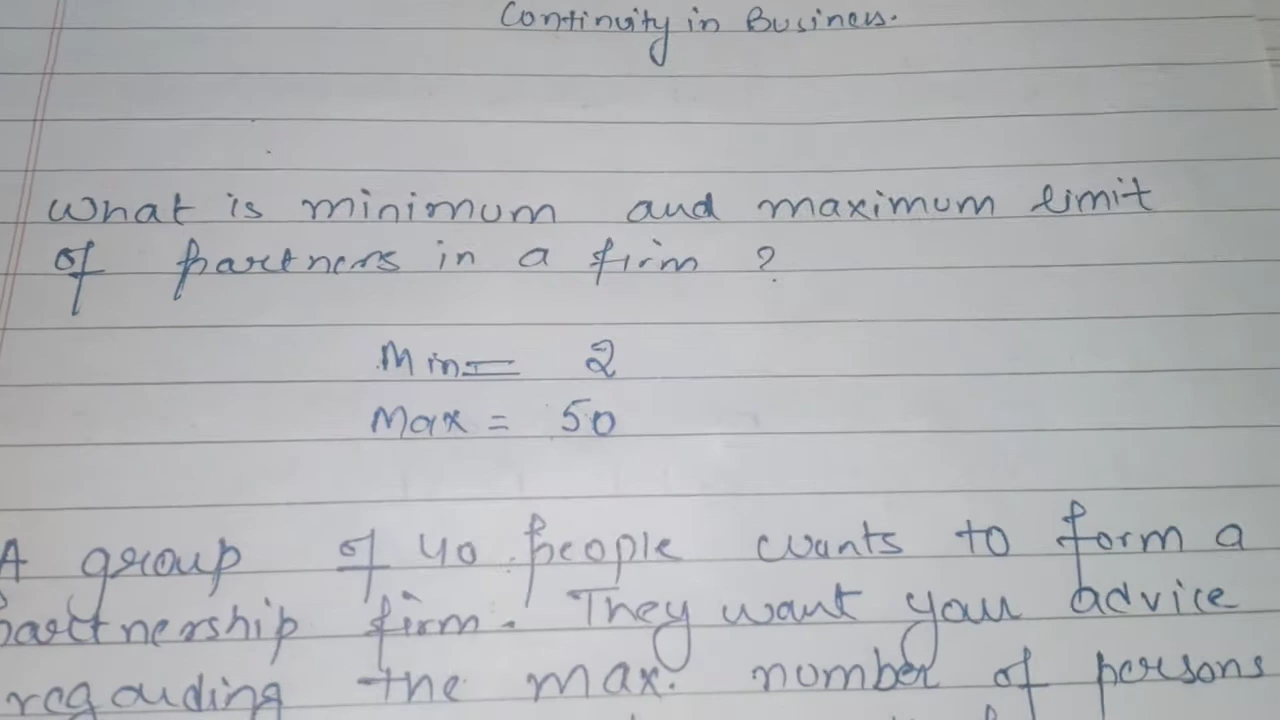 Continuity in Business.
What is minimum and maximum limit
of partners in a firm ?
Min = 2
Max = 50
A group of 40 people wants to form a
partnership firm. They want your advice
regarding the max. number of persons